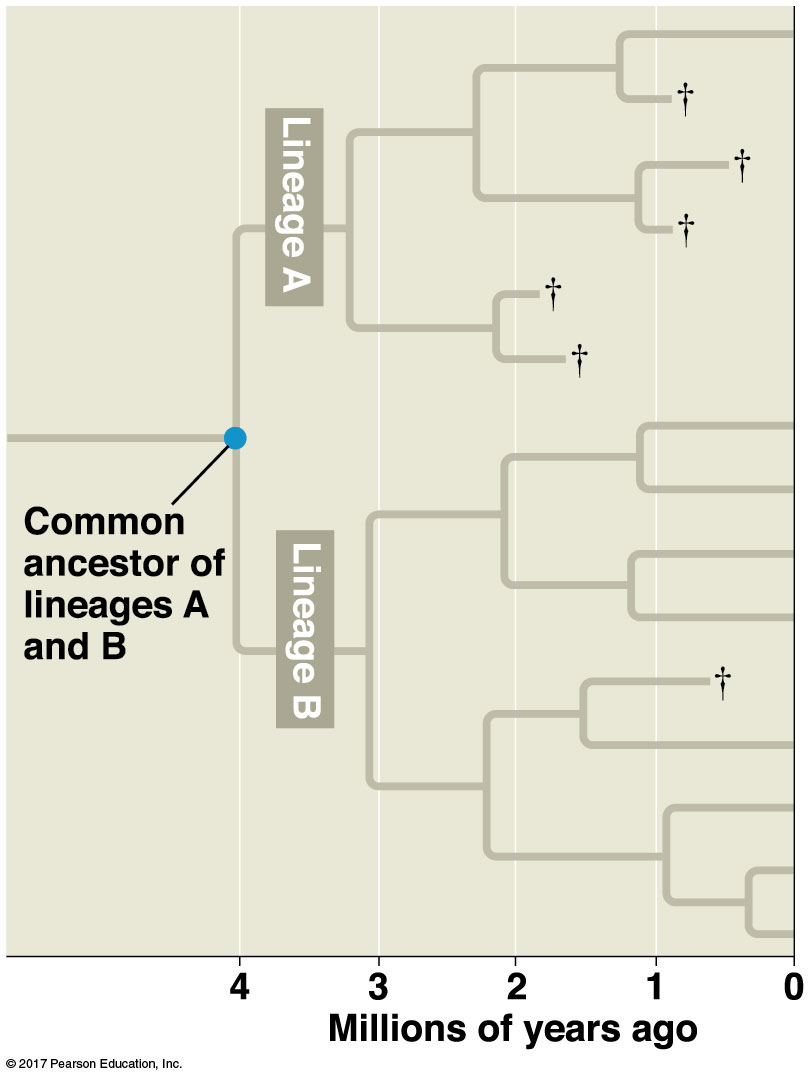 Lineage A
†
†
†
†
†
Common
ancestor of
lineages A
and B
Lineage B
†
4 3 2 1 0
Millions of years ago
© 2017 Pearson Education, Inc.